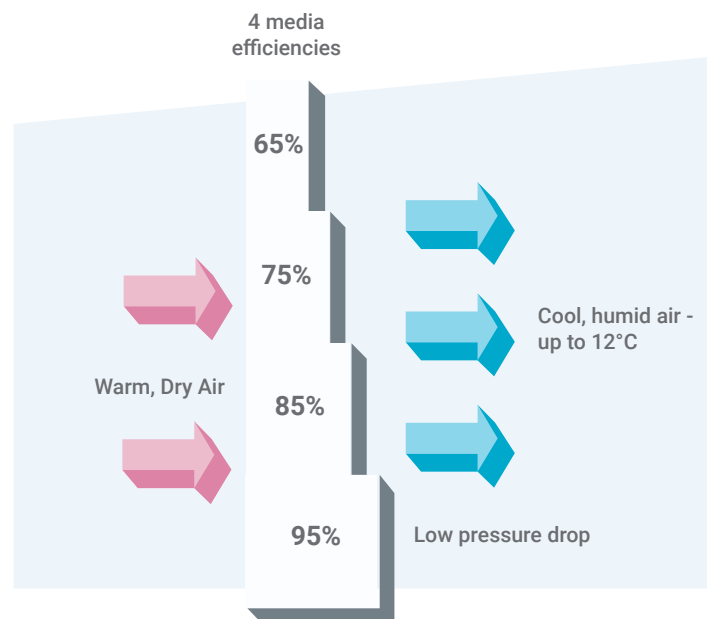 4 media
efficiencies
65%
75%
85%
95%
Warm, Dry Air
Cool, humid air -
up to 12°C
Low pressure drop